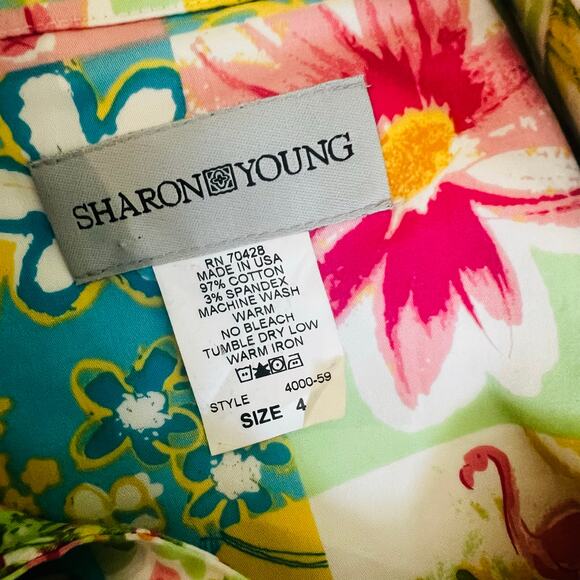 SHARON YOUNG
RN 70428
MADE IN USA
97% COTTON
3% SPANDEX
MACHINE WASH
WARM
NO BLEACH
TUMBLE DRY LOW
WARM IRON
STYLE 4000-59
SIZE 4